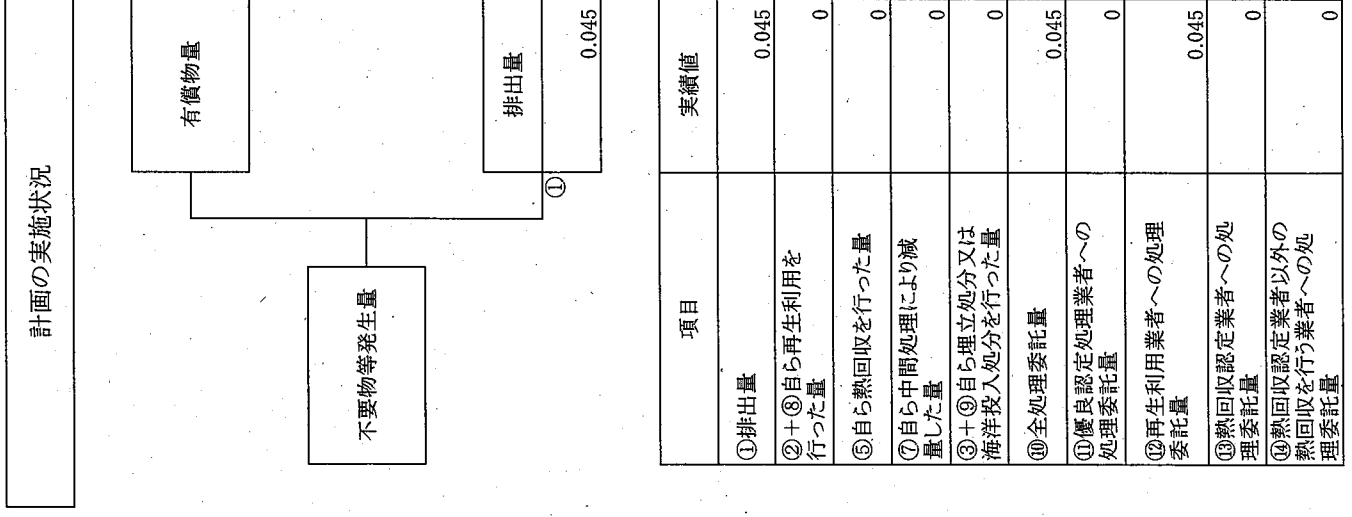 計画の実施状況
有償物量
不要物等発生量
排出量
①
0.045
項目
実績値
①排出量
0.045
②+⑧自ら再生利用を
行った量
0
⑤自ら熱回収を行った量
0
⑦自ら中間処理により減
量した量
0
③+⑨自ら埋立処分又は
海洋投入処分を行った量
0
⑩全処理委託量
0.045
⑪優良認定処理業者への
処理委託量
0
⑫再生利用業者への処理
委託量
0.045
⑬熱回収認定業者への処
理委託量
0
⑭熱回収認定業者以外の
熱回収を行う業者への処
理委託量
0